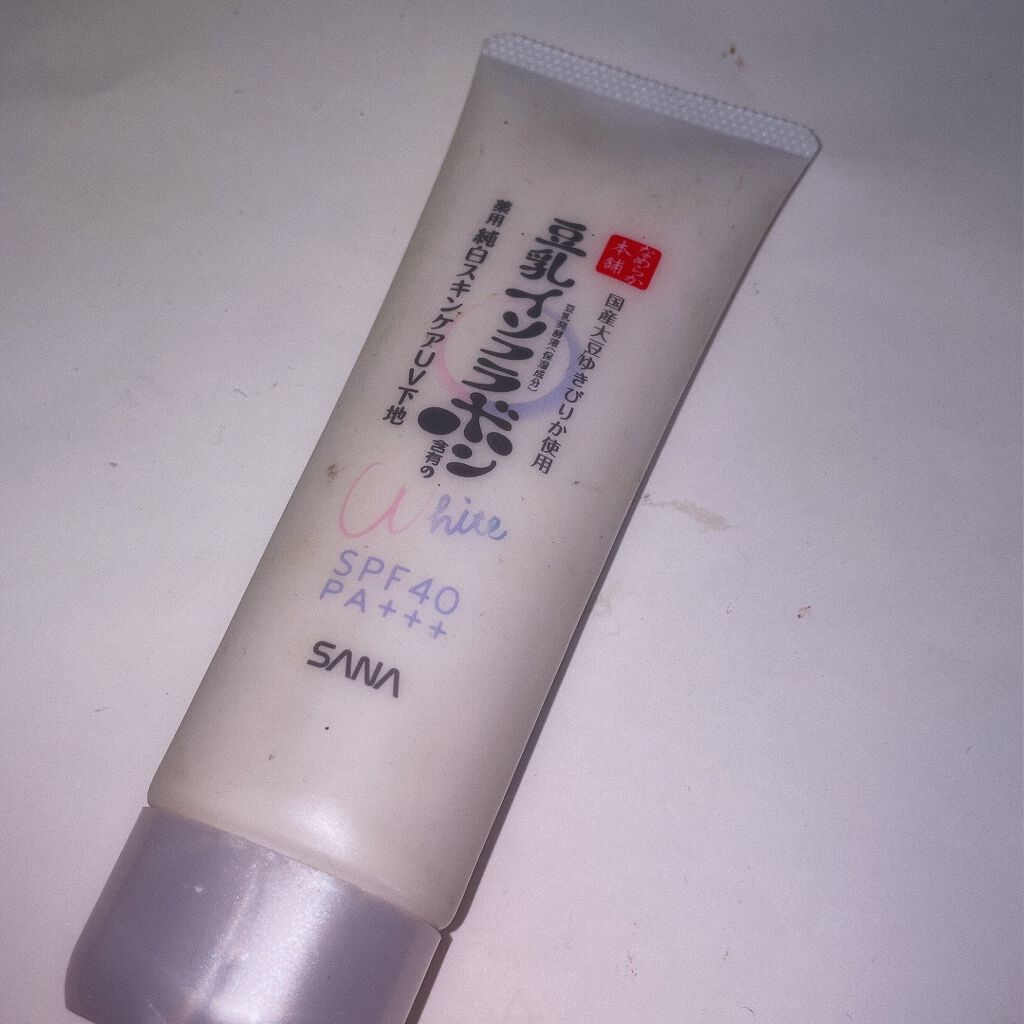 なめらか
本舗
国産大豆ゆきぴりか使用
豆乳発酵液(保湿成分)
豆乳イソフラボン
含有の
薬用 純白スキンケアUV下地
White
SPF40
PA+++
SANA